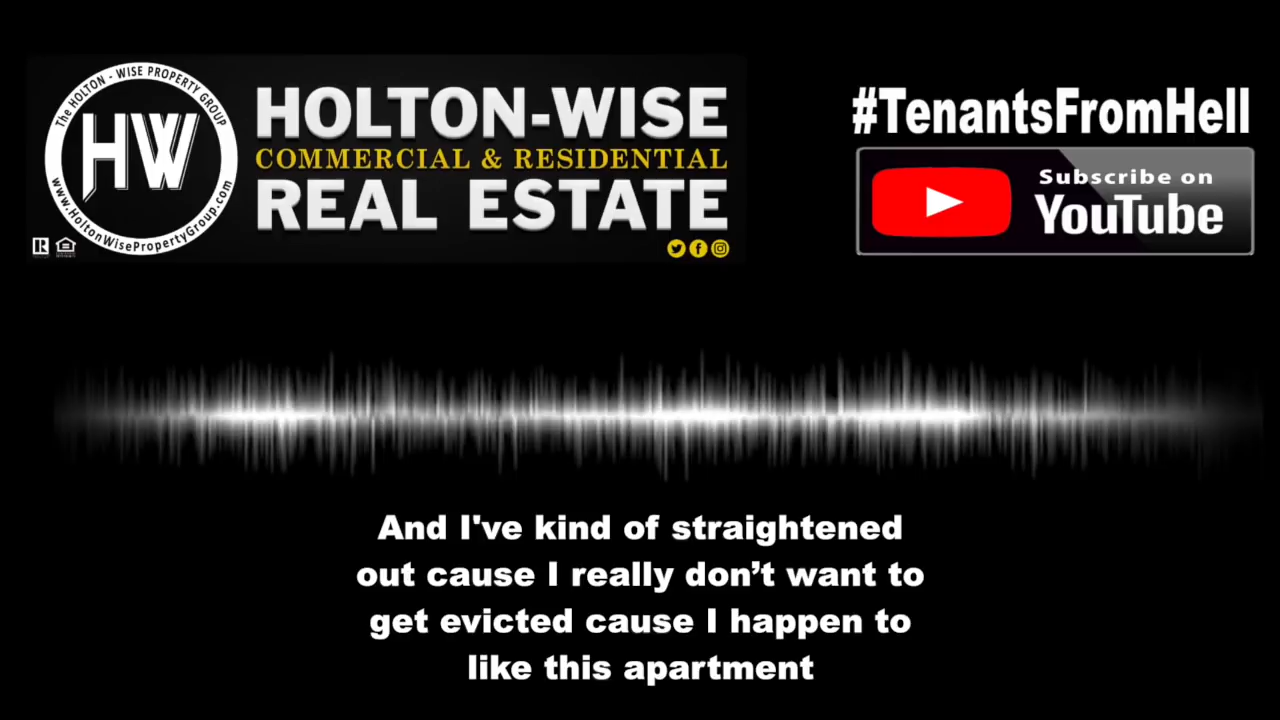 The HOLTON - WISE PROPERTY GROUP
HW
www.HoltonWisePropertyGroup.com
HOLTON-WISE
COMMERCIAL & RESIDENTIAL
REAL ESTATE
#TenantsFromHell
Subscribe on
YouTube
And I've kind of straightened
out cause I really don’t want to
get evicted cause I happen to
like this apartment